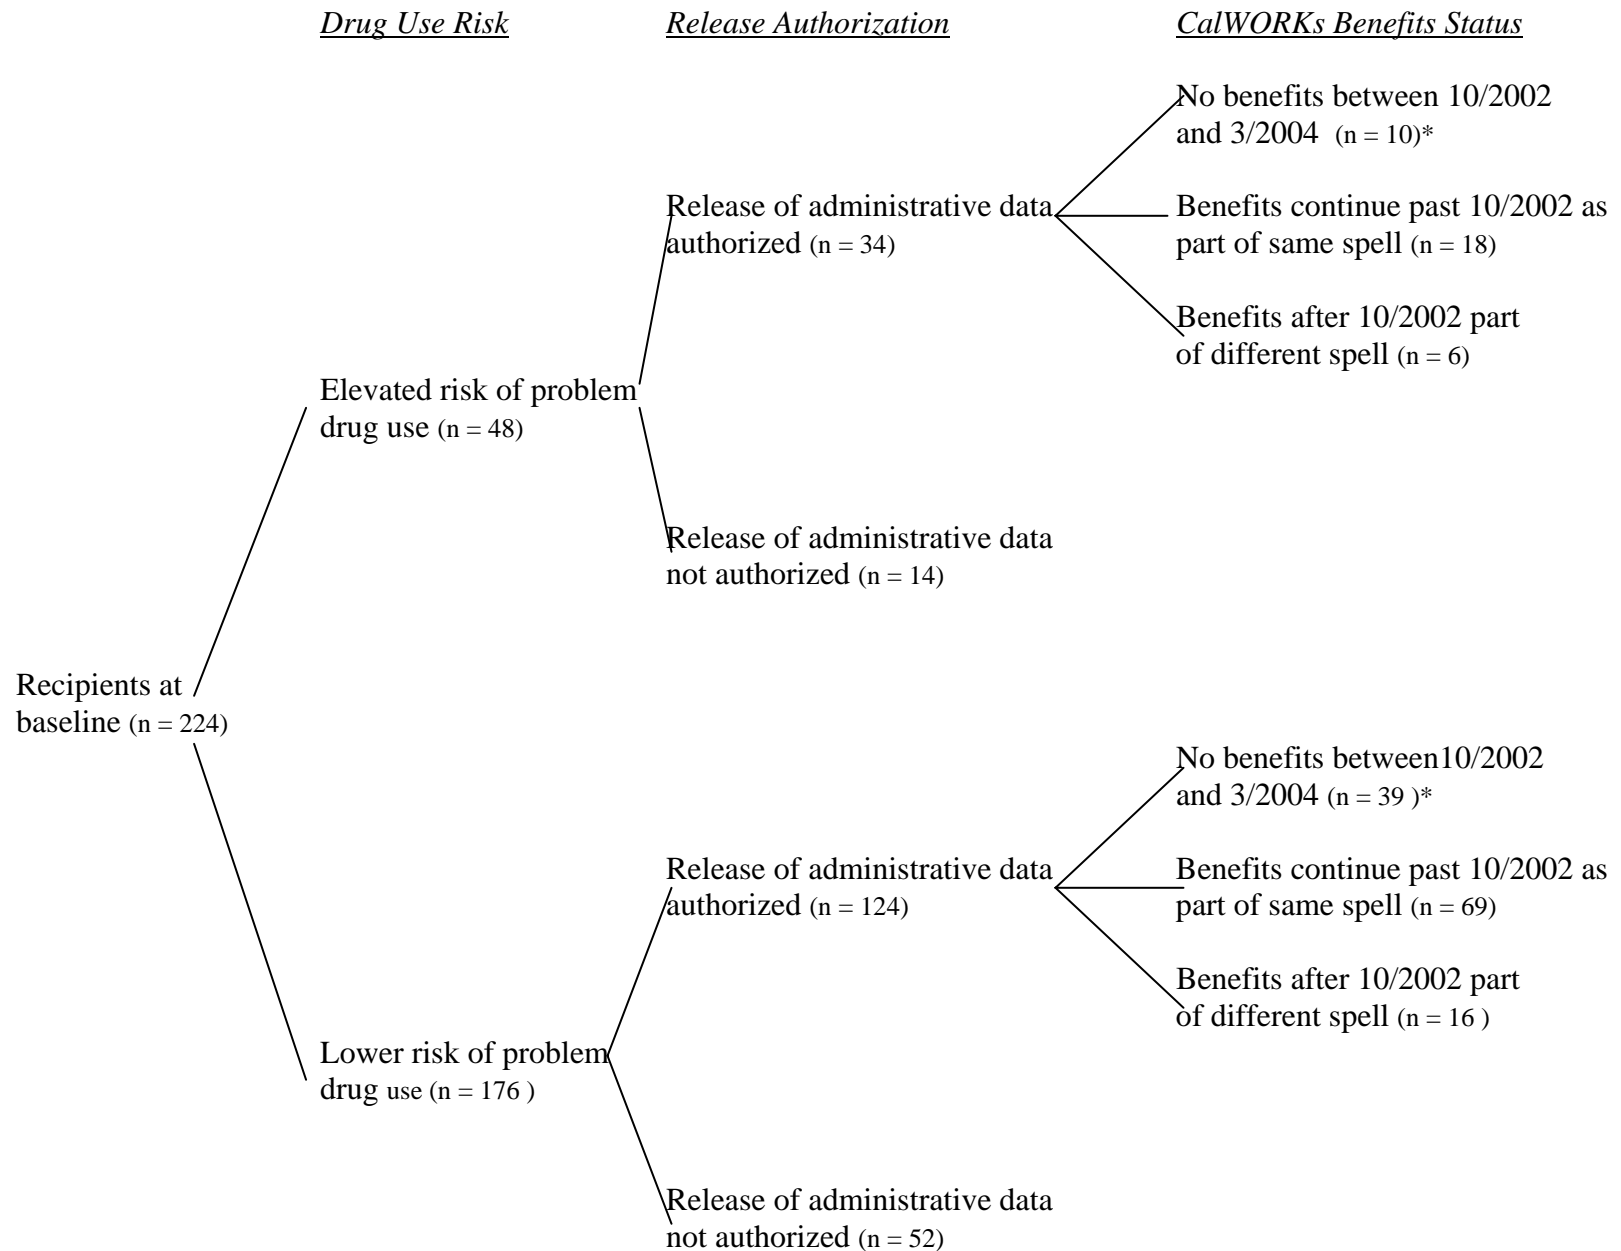 Drug Use Risk
Release Authorization
CalWORKs Benefits Status
No benefits between 10/2002
and 3/2004 (n = 10)*
Release of administrative data
authorized (n = 34)
Benefits continue past 10/2002 as
part of same spell (n = 18)
Benefits after 10/2002 part
of different spell (n = 6)
Elevated risk of problem
drug use (n = 48)
Release of administrative data
not authorized (n = 14)
Recipients at
baseline (n = 224)
No benefits between10/2002
and 3/2004 (n = 39 )*
Release of administrative data
authorized (n = 124)
Benefits continue past 10/2002 as
part of same spell (n = 69)
Benefits after 10/2002 part
of different spell (n = 16 )
Lower risk of problem
drug use (n = 176 )
Release of administrative data
not authorized (n = 52)